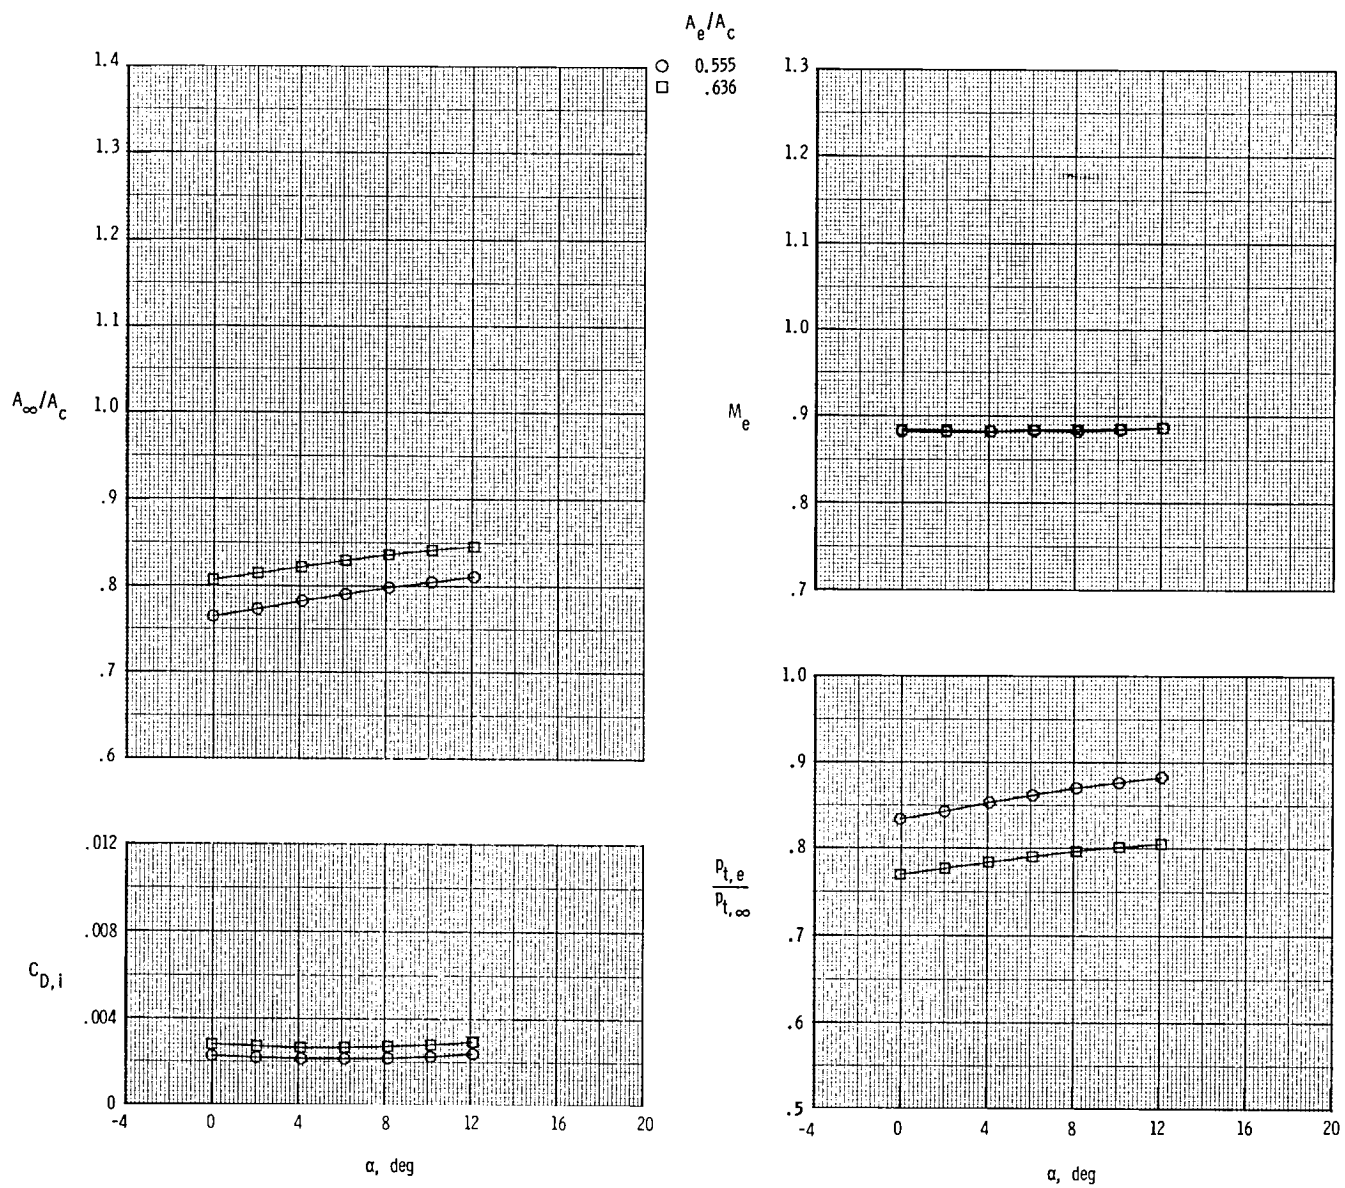 A_e/A_c
○ 0.555
□ .636
1.4
1.3
1.2
1.1
1.0
.9
.8
.7
.6
A_∞/A_c
.012
.008
.004
0
C_D,i
-4 0 4 8 12 16 20
α, deg
1.3
1.2
1.1
1.0
.9
.8
.7
M_e
1.0
.9
.8
.7
.6
.5
p_t,e
p_t,∞
-4 0 4 8 12 16 20
α, deg